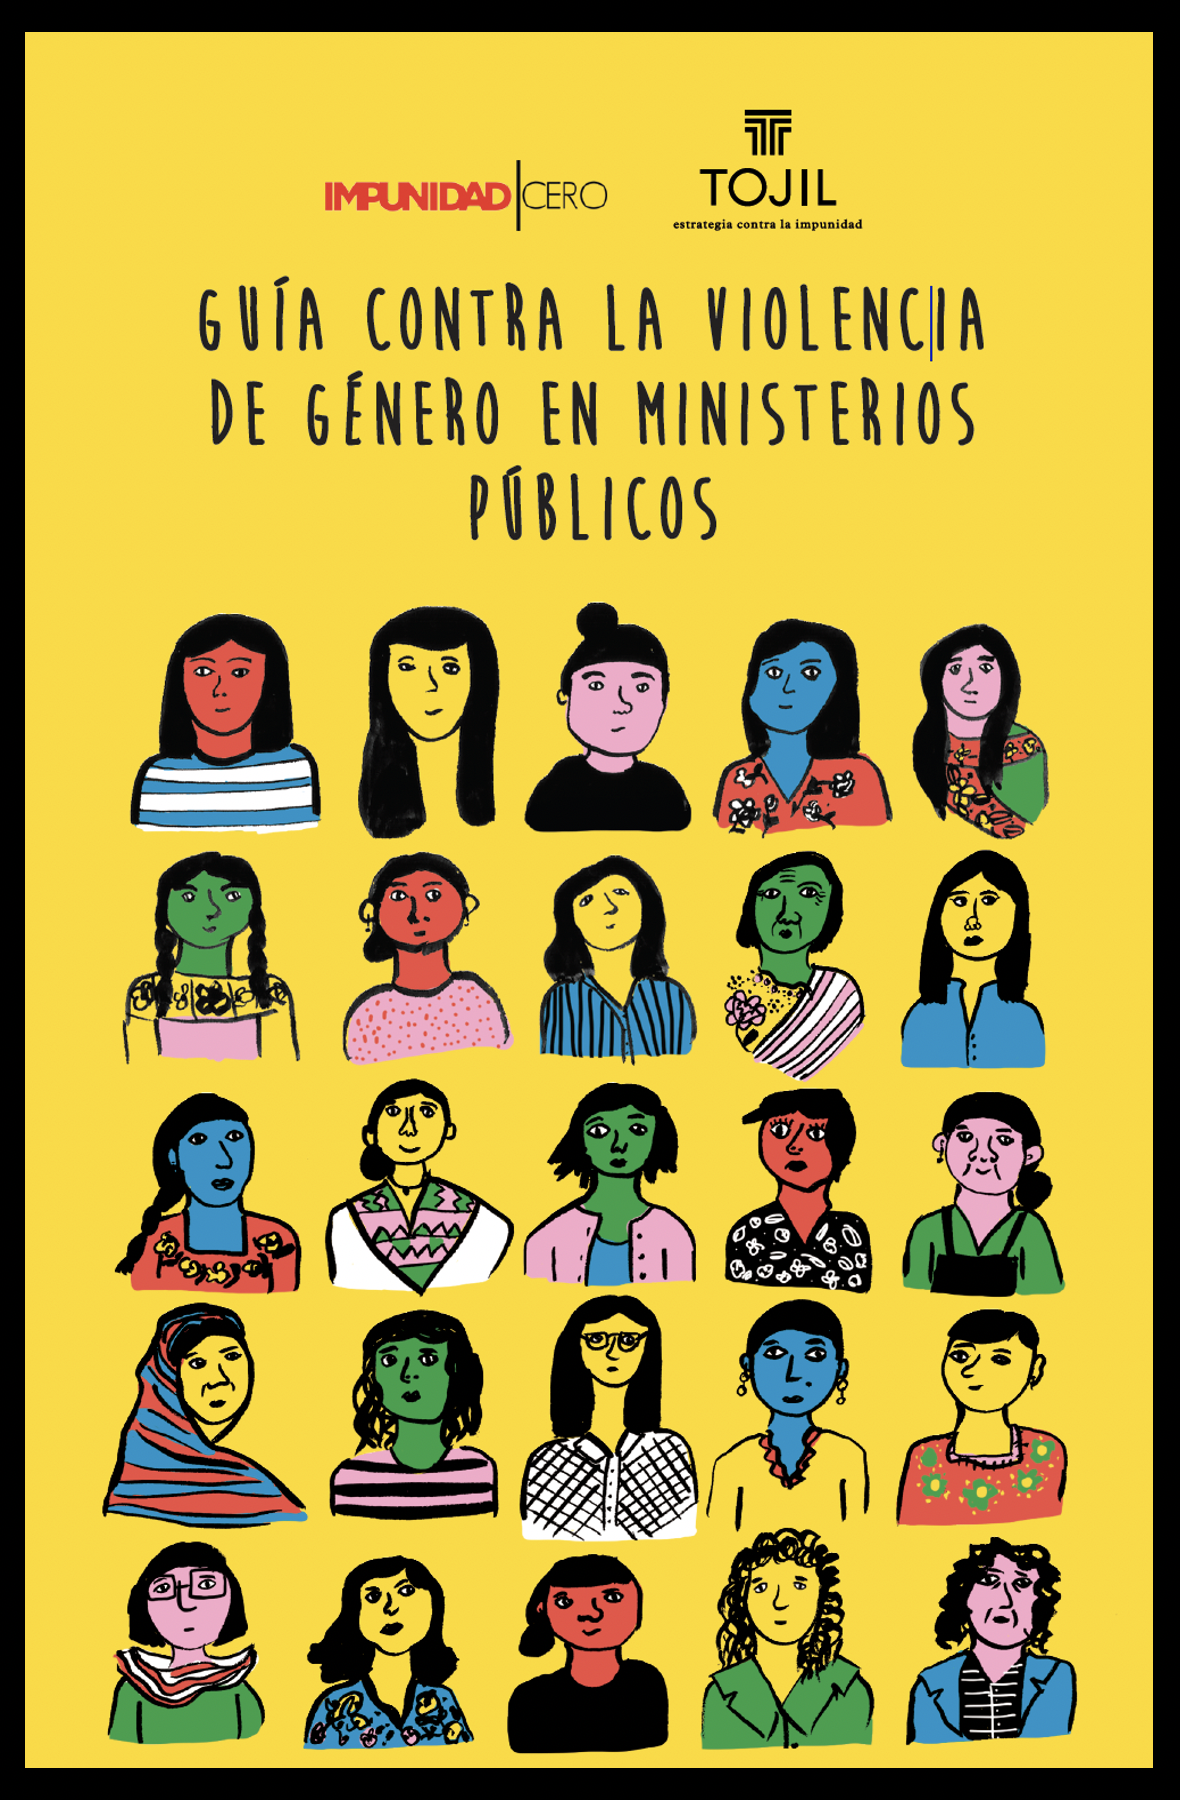 IMPUNIDAD|CERO
TOJIL
estrategia contra la impunidad
GUÍA CONTRA LA VIOLENCIA
DE GÉNERO EN MINISTERIOS
PÚBLICOS